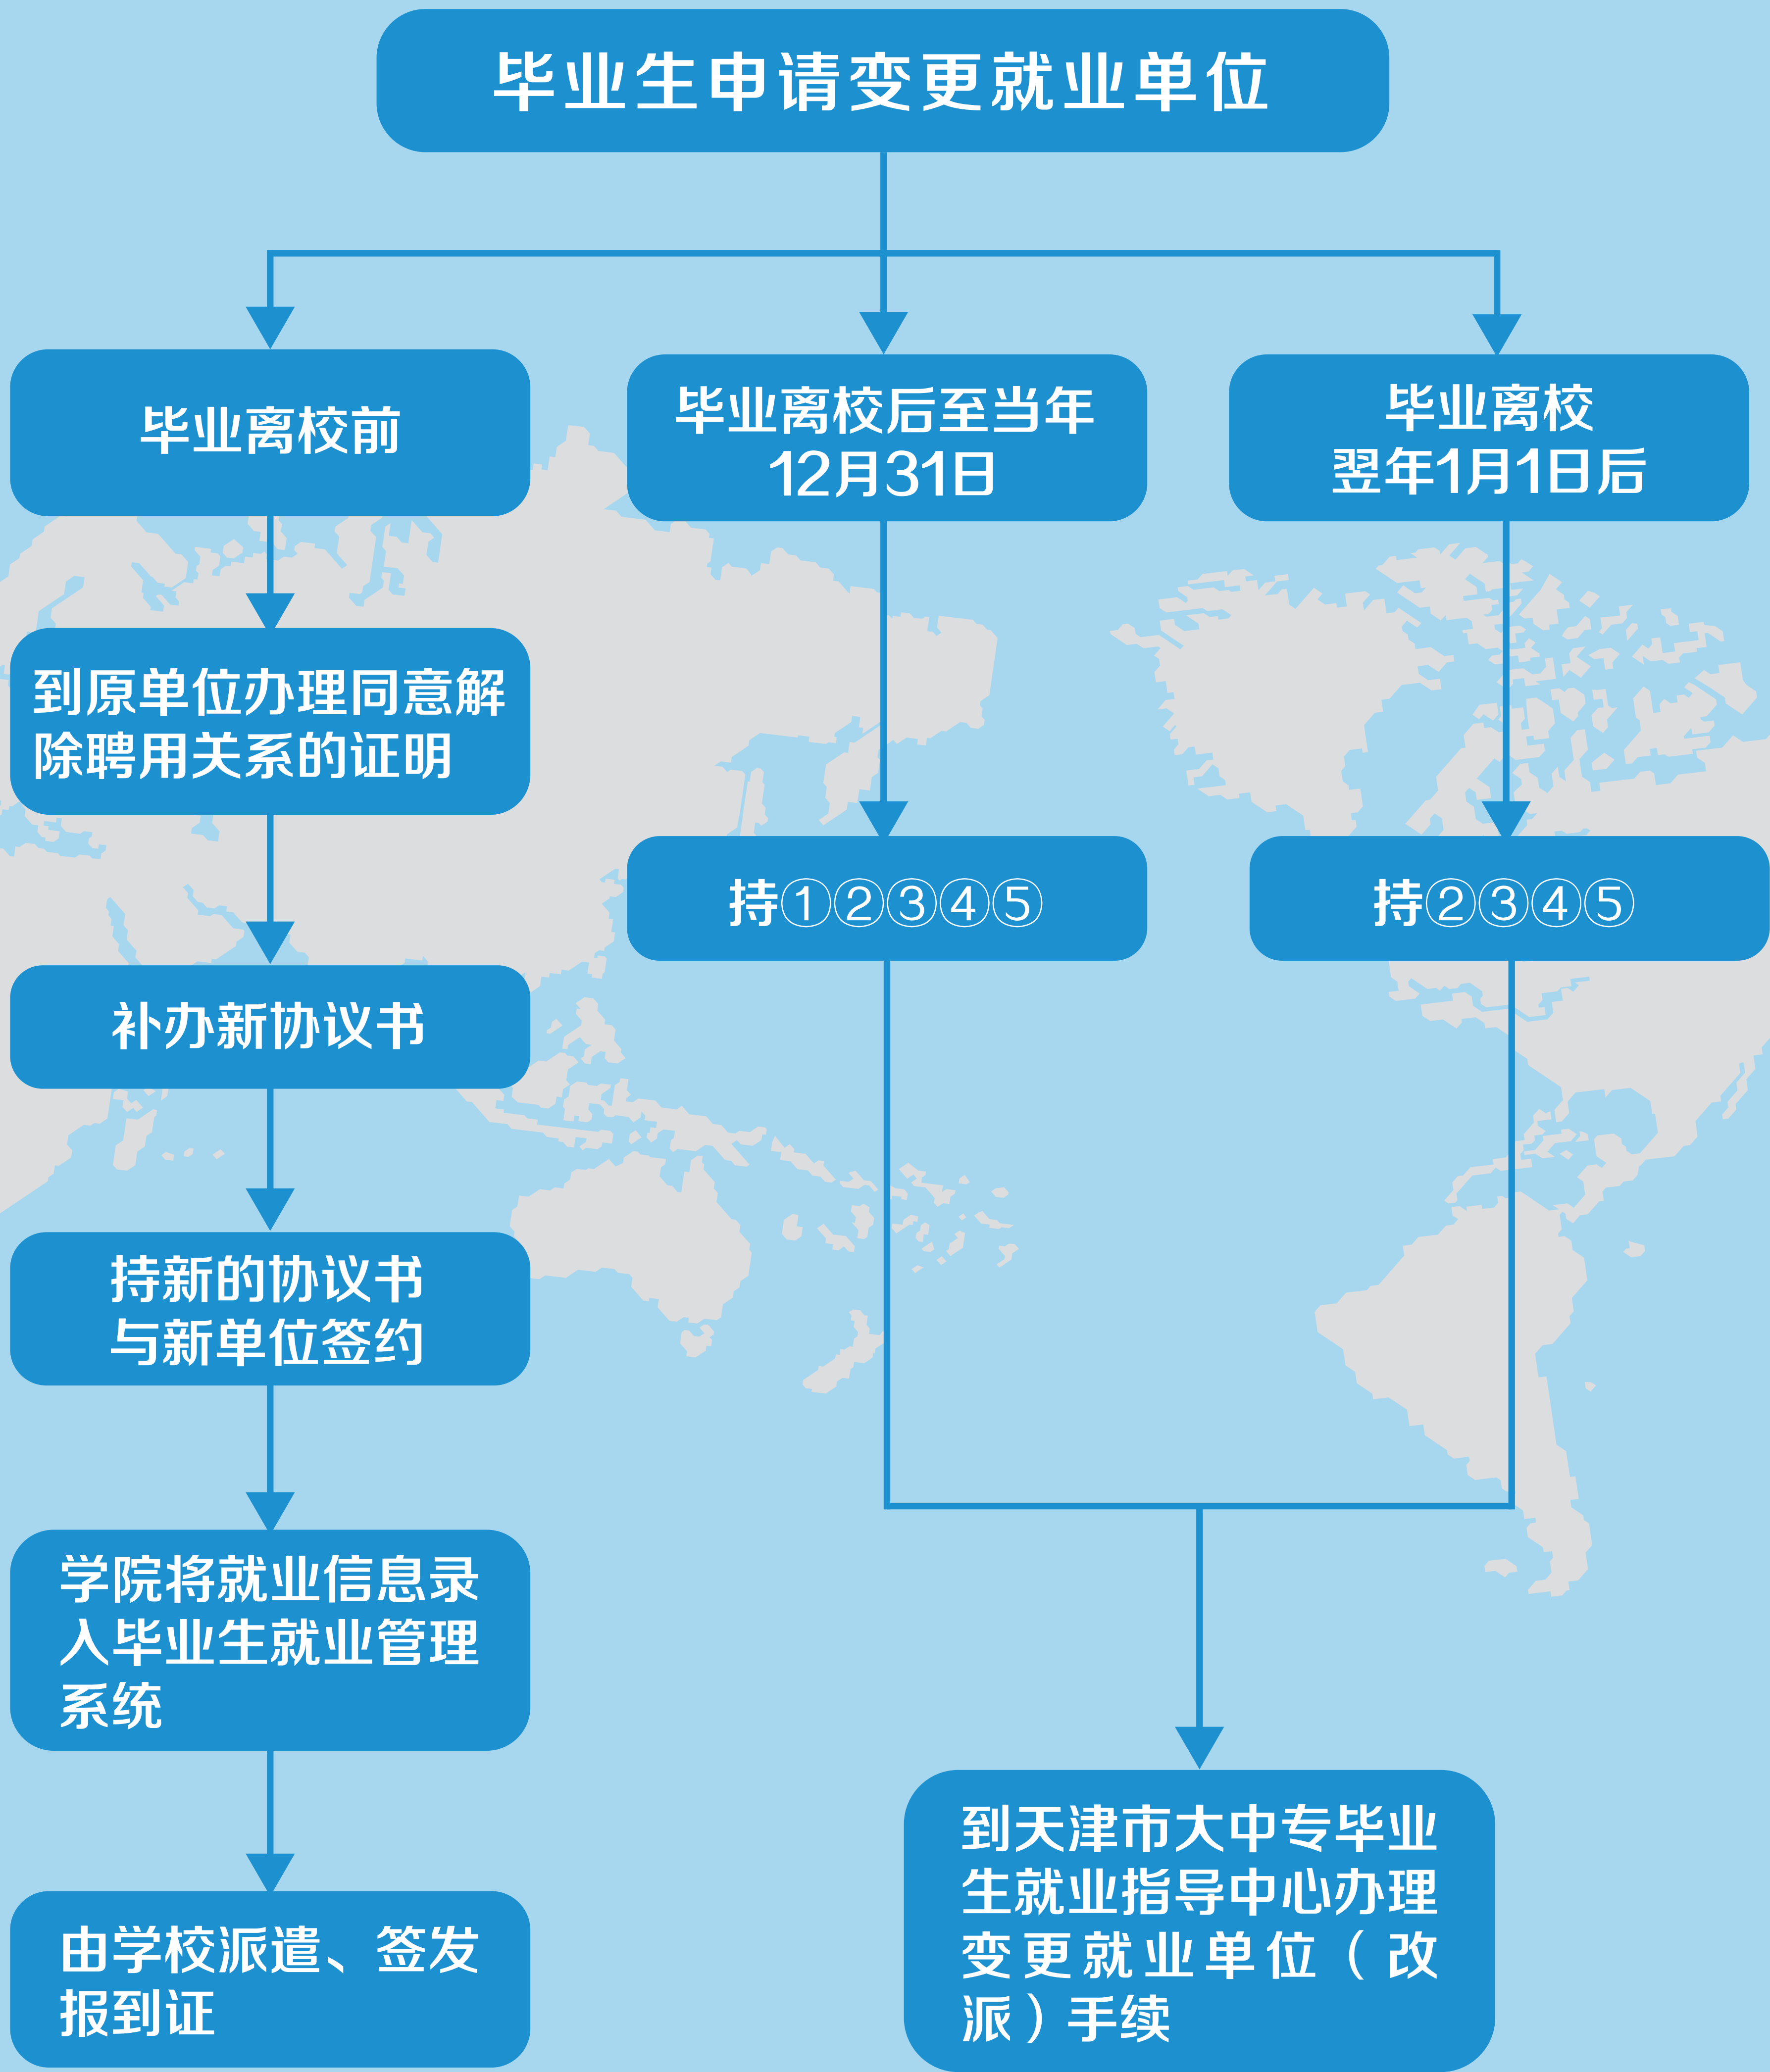 毕业生申请变更就业单位
毕业离校前
毕业离校后至当年
12月31日
毕业离校
翌年1月1日后
到原单位办理同意解
除聘用关系的证明
持①②③④⑤
持②③④⑤
补办新协议书
持新的协议书
与新单位签约
学院将就业信息录
入毕业生就业管理
系统
由学校派遣、签发
报到证
到天津市大中专毕业
生就业指导中心办理
变更就业单位（改
派）手续